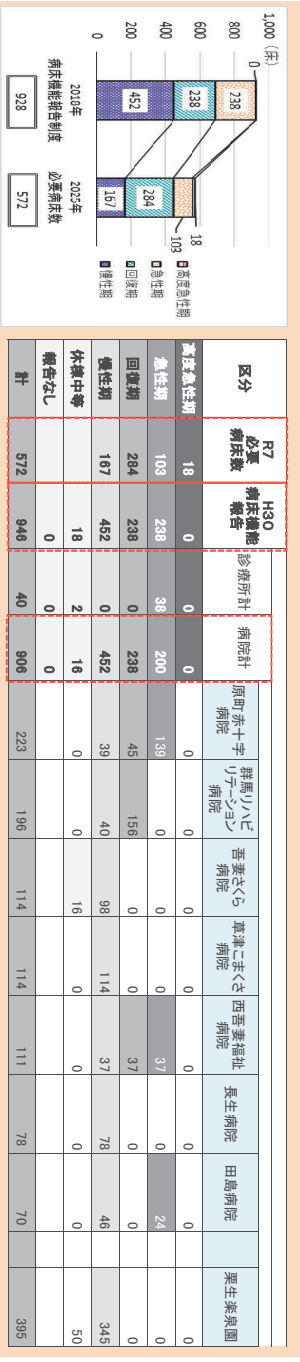 1,000 (床)
800
600
400
200
0
0
238
238
452
18
103
284
167
高度急性期
急性期
回復期
慢性期
2018年 2025年
病床機能報告制度 必要病床数
928 572
区分 R7 必要病床数 H30 病床機能報告 診療所計 病院計 原町赤十字病院 群馬リハビリテーション病院 吾妻さくら病院 草津こまくさ病院 西吾妻福祉病院 長生病院 田島病院 栗生楽泉園
高度急性期 18 0 0 0 0 0 0 0 0 0 0 0
急性期 103 238 38 200 139 0 0 0 37 0 24 0
回復期 284 238 0 238 45 156 0 0 37 0 0 0
慢性期 167 452 0 452 39 40 98 114 37 78 46 345
休棟中等 18 2 16 0 0 16 0 0 0 0 50
報告なし 0 0 0
計 572 946 40 906 223 196 114 114 111 78 70 395